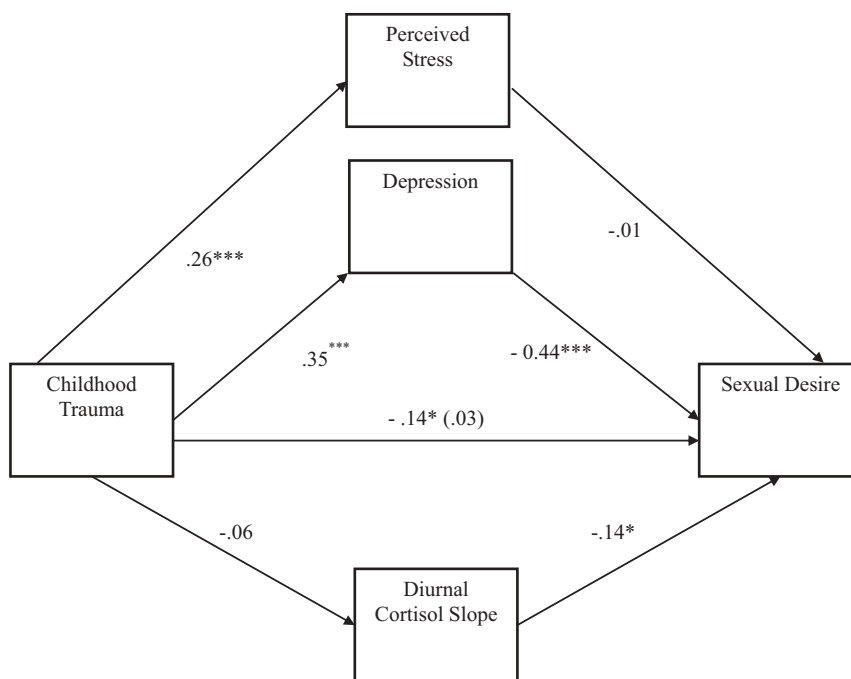 Perceived
Stress
Depression
-.01
.26***
.35***
- 0.44***
Childhood
Trauma
Sexual Desire
- .14* (.03)
-.06
-.14*
Diurnal
Cortisol Slope